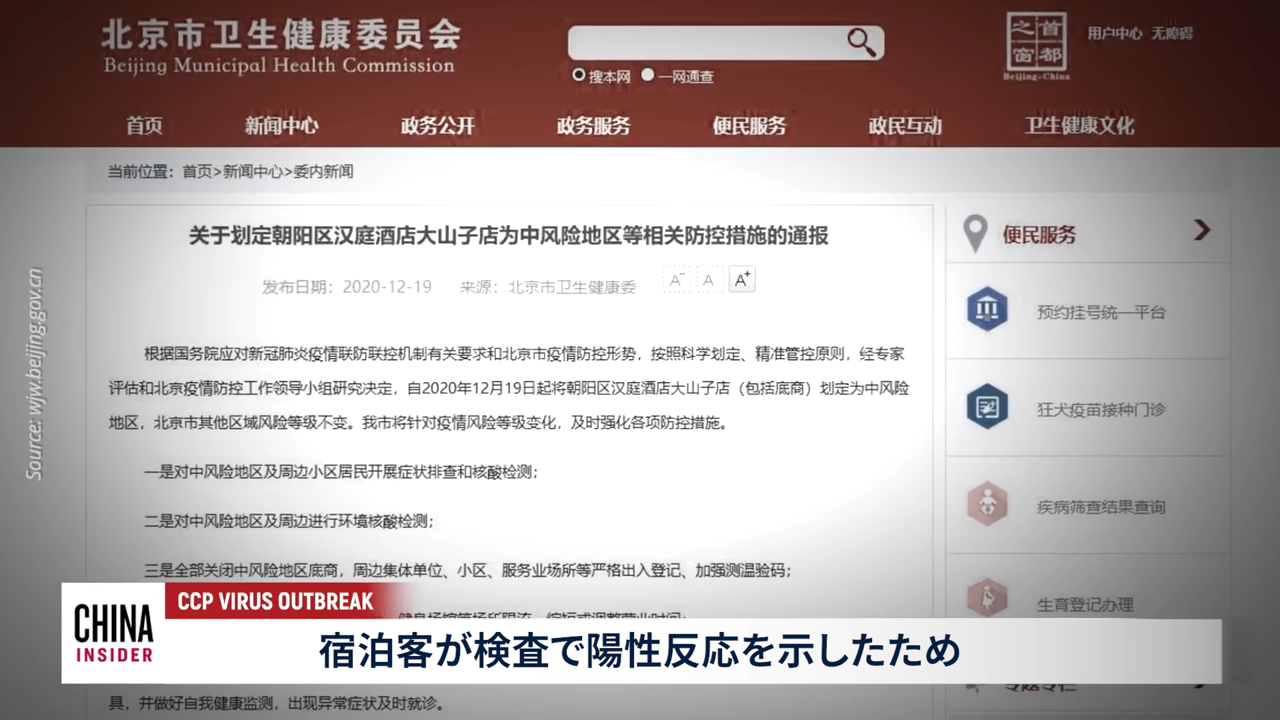 北京市卫生健康委员会
Beijing Municipal Health Commission
搜本网 一网通查
首都之窗
Beijing-China
用户中心 无障碍
首页 新闻中心 政务公开 政务服务 便民服务 政民互动 卫生健康文化
当前位置：首页>新闻中心>委内新闻
关于划定朝阳区汉庭酒店大山子店为中风险地区等相关防控措施的通报
发布日期：2020-12-19 来源：北京市卫生健康委 A- A A+
根据国务院应对新冠肺炎疫情联防联控机制有关要求和北京市疫情防控形势，按照科学划定、精准管控原则，经专家
评估和北京疫情防控工作领导小组研究决定，自2020年12月19日起将朝阳区汉庭酒店大山子店（包括底商）划定为中风险
地区，北京市其他区域风险等级不变。我市将针对疫情风险等级变化，及时强化各项防控措施。
一是对中风险地区及周边小区居民开展症状排查和核酸检测；
二是对中风险地区及周边进行环境核酸检测；
三是全部关闭中风险地区底商，周边集体单位、小区、服务业场所等严格出入登记、加强测温验码；
具，并做好自我健康监测，出现异常症状及时就诊。
便民服务
预约挂号统一平台
狂犬疫苗接种门诊
疾病筛查结果查询
生育登记办理
Source: wjw.beijing.gov.cn
CHINA
INSIDER
CCP VIRUS OUTBREAK
宿泊客が検査で陽性反応を示したため